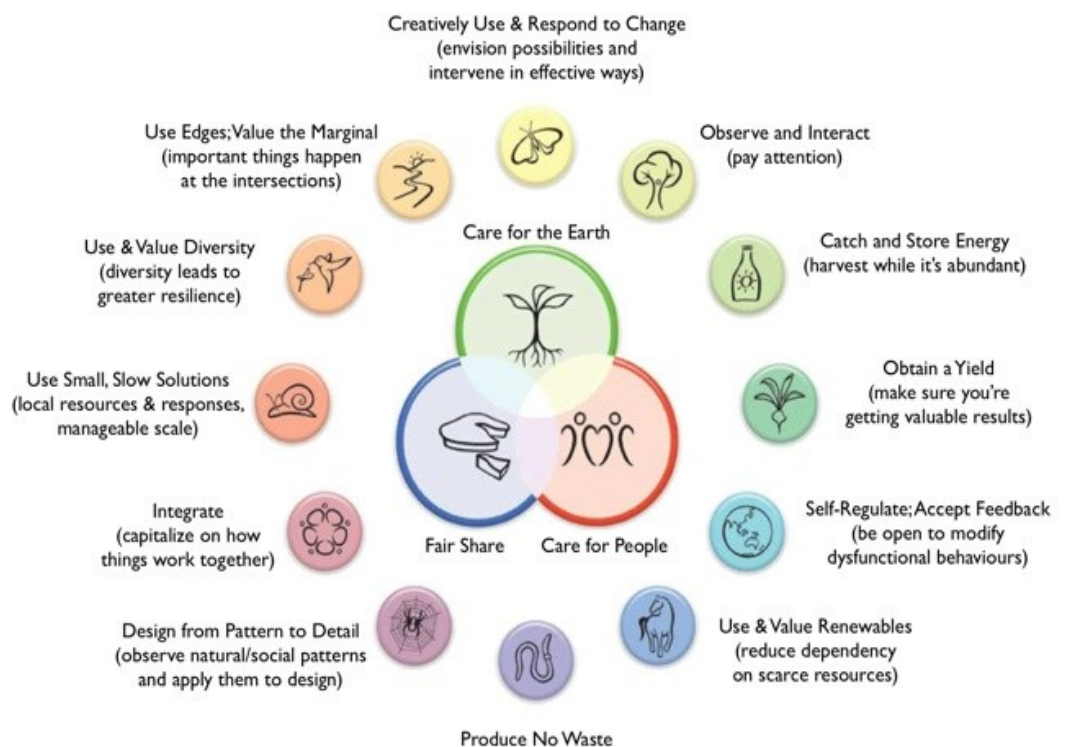 Creatively Use & Respond to Change
(envision possibilities and
intervene in effective ways)
Use Edges; Value the Marginal
(important things happen
at the intersections)
Observe and Interact
(pay attention)
Care for the Earth
Use & Value Diversity
(diversity leads to
greater resilience)
Catch and Store Energy
(harvest while it's abundant)
Use Small, Slow Solutions
(local resources & responses,
manageable scale)
Obtain a Yield
(make sure you're
getting valuable results)
Integrate
(capitalize on how
things work together)
Fair Share
Care for People
Self-Regulate; Accept Feedback
(be open to modify
dysfunctional behaviours)
Design from Pattern to Detail
(observe natural/social patterns
and apply them to design)
Use & Value Renewables
(reduce dependency
on scarce resources)
Produce No Waste